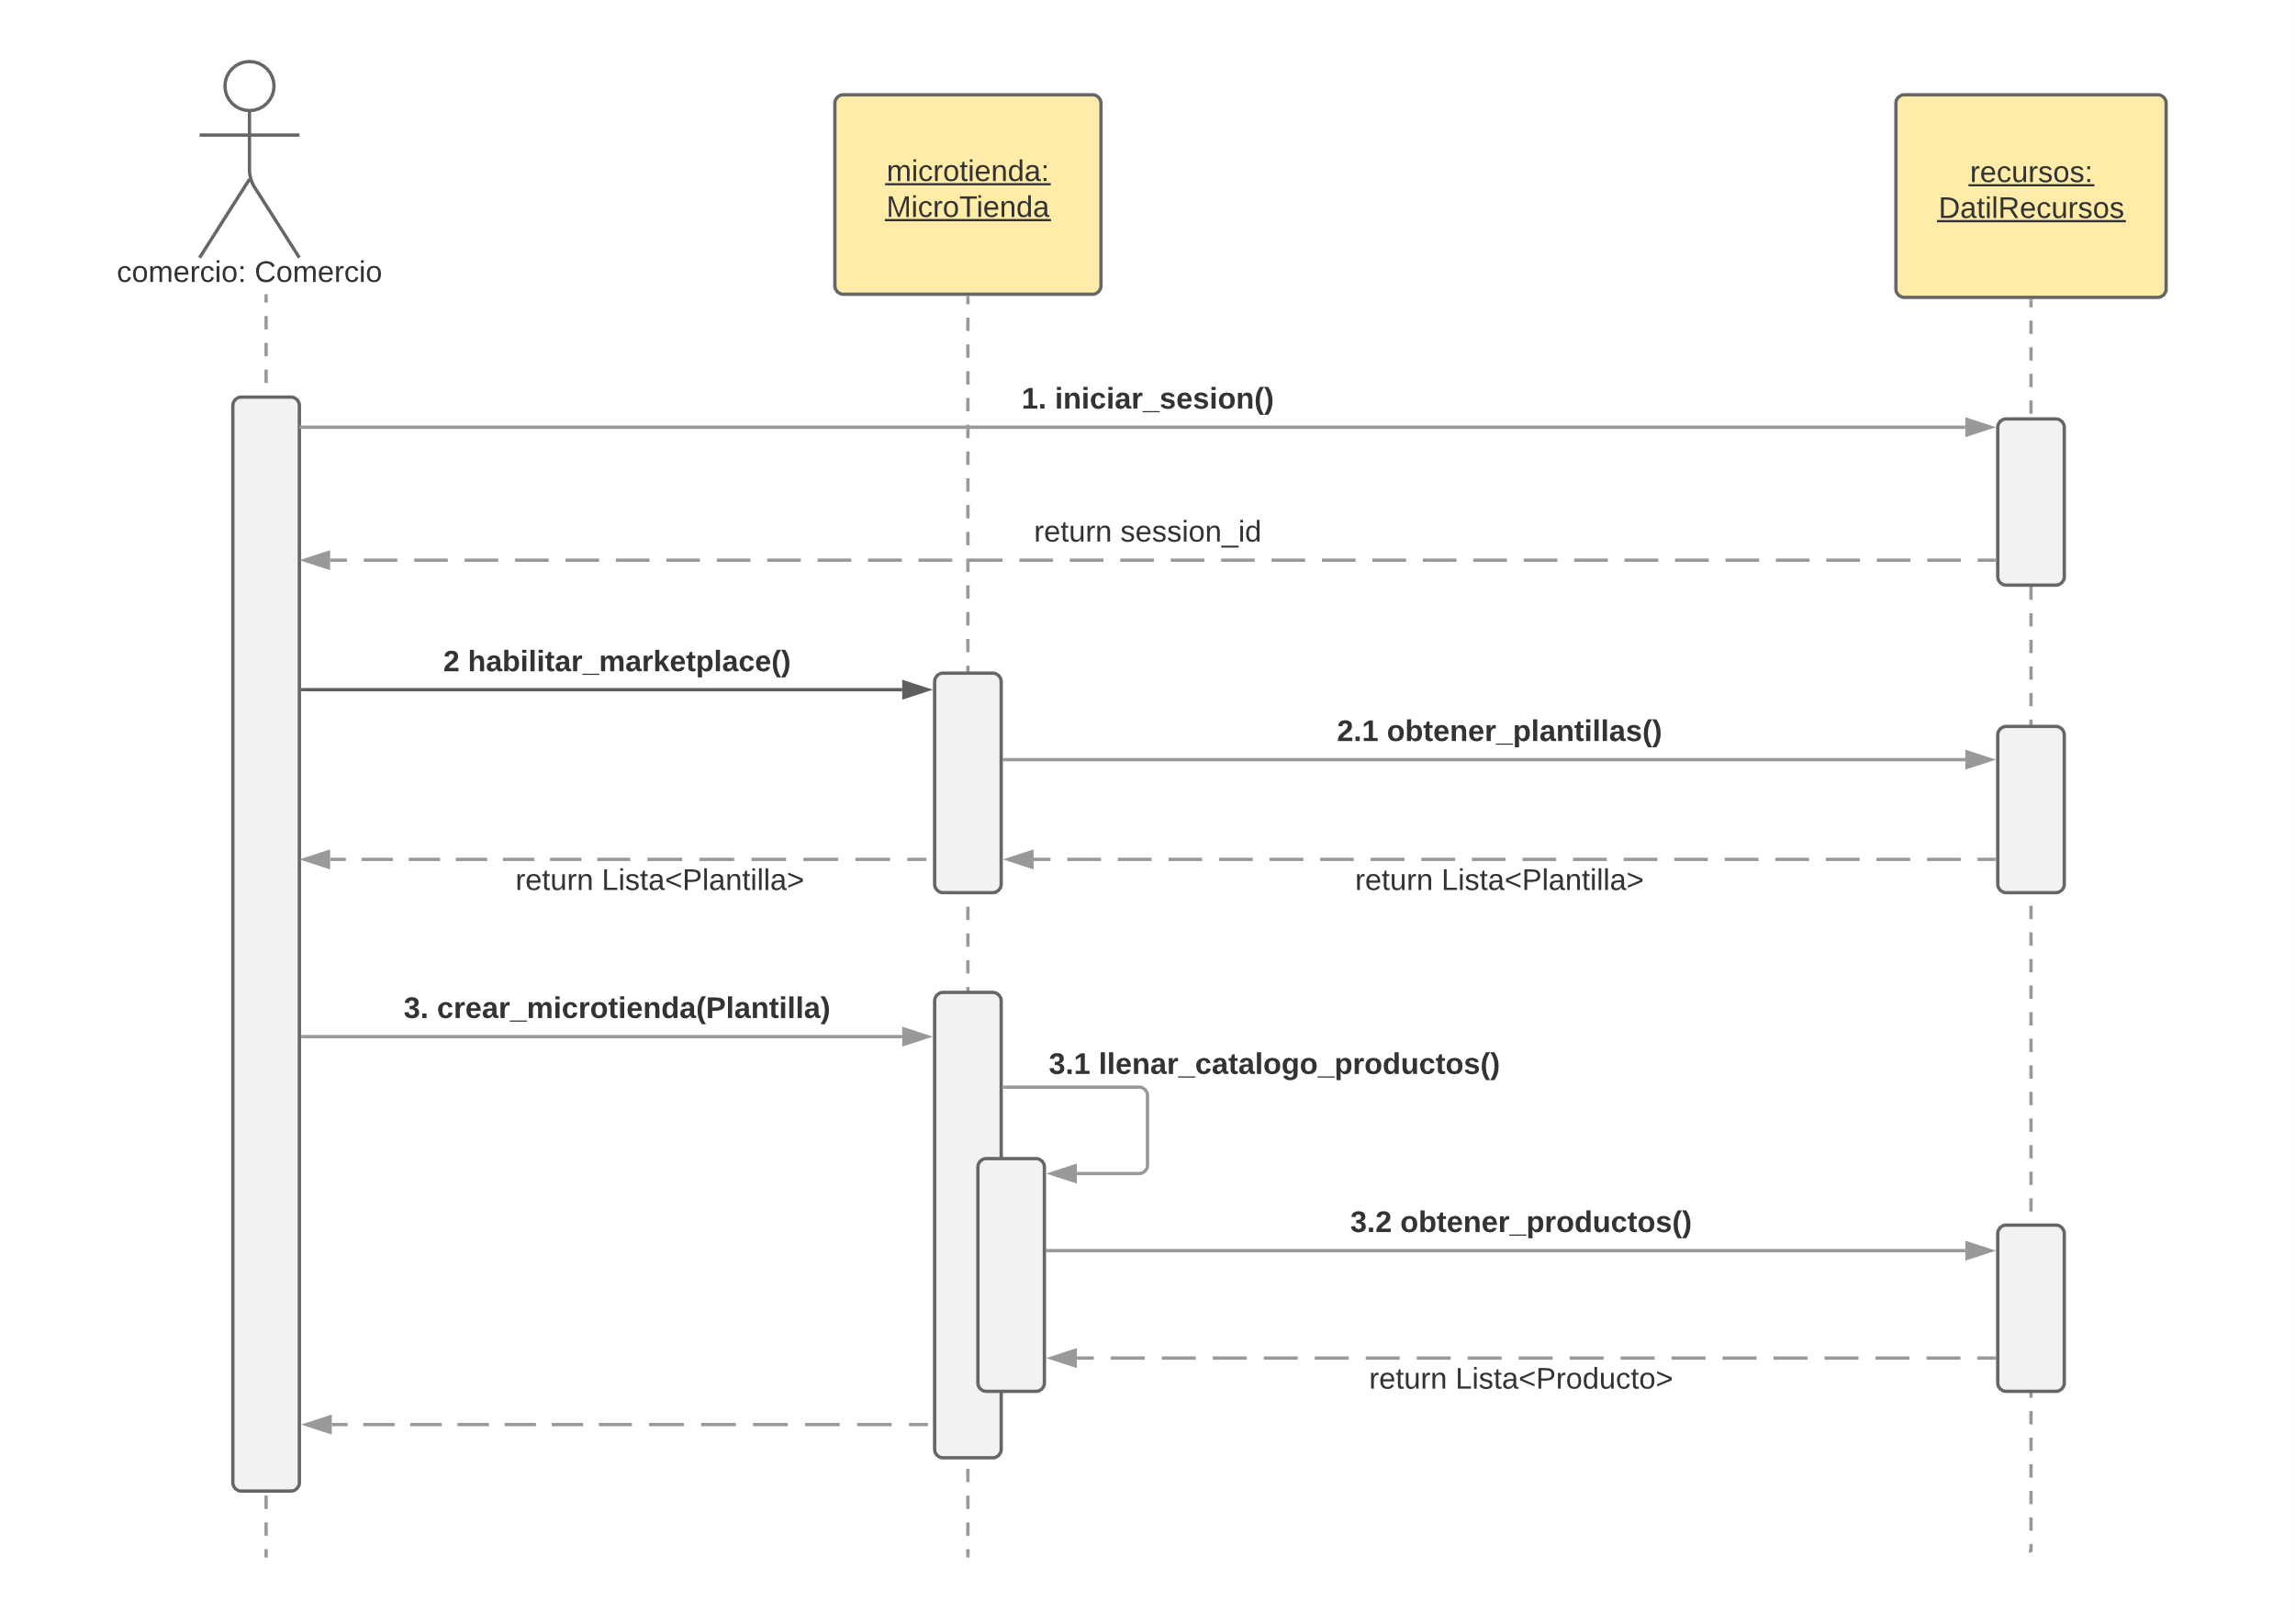 comercio: Comercio
microtienda:
MicroTienda
recursos:
DatilRecursos
1. iniciar_sesion()
return session_id
2 habilitar_marketplace()
2.1 obtener_plantillas()
return Lista<Plantilla>
return Lista<Plantilla>
3. crear_microtienda(Plantilla)
3.1 llenar_catalogo_productos()
3.2 obtener_productos()
return Lista<Producto>